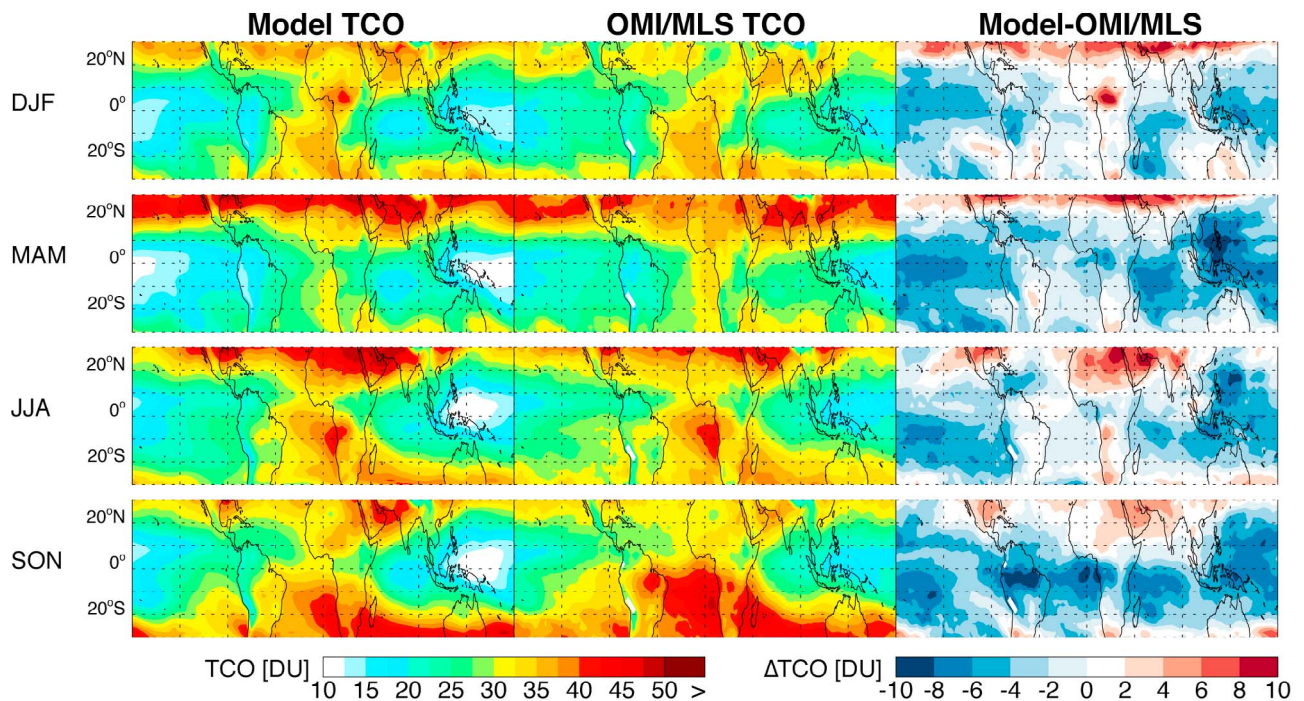 Model TCO OMI/MLS TCO Model-OMI/MLS
DJF
20°N
0°
20°S
MAM
20°N
0°
20°S
JJA
20°N
0°
20°S
SON
20°N
0°
20°S
TCO [DU]
10 15 20 25 30 35 40 45 50 >
ΔTCO [DU]
-10 -8 -6 -4 -2 0 2 4 6 8 10